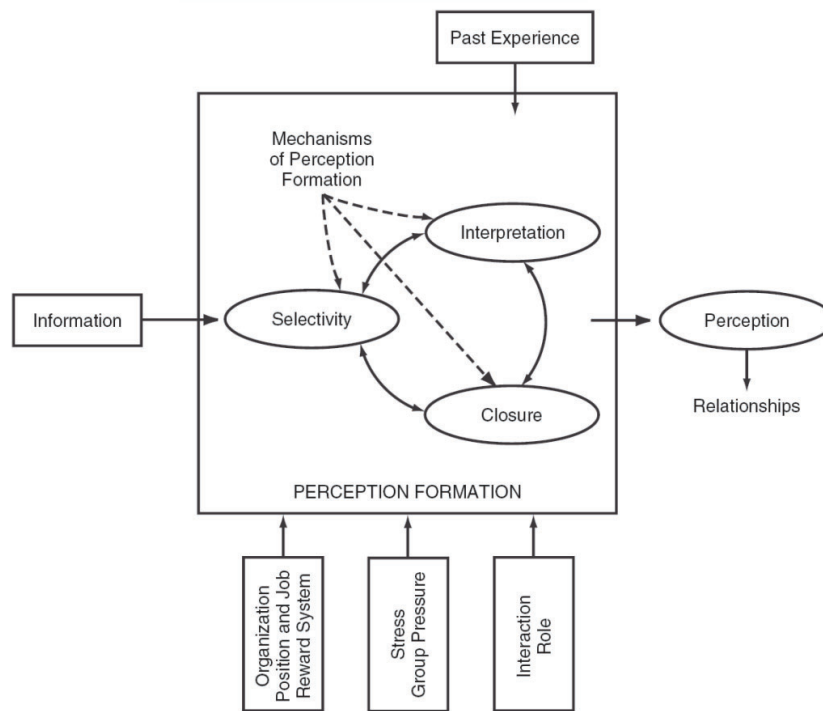 Past Experience
Mechanisms
of Perception
Formation
Interpretation
Information
Selectivity
Perception
Closure
Relationships
PERCEPTION FORMATION
Organization
Position and Job
Reward System
Stress
Group Pressure
Interaction
Role